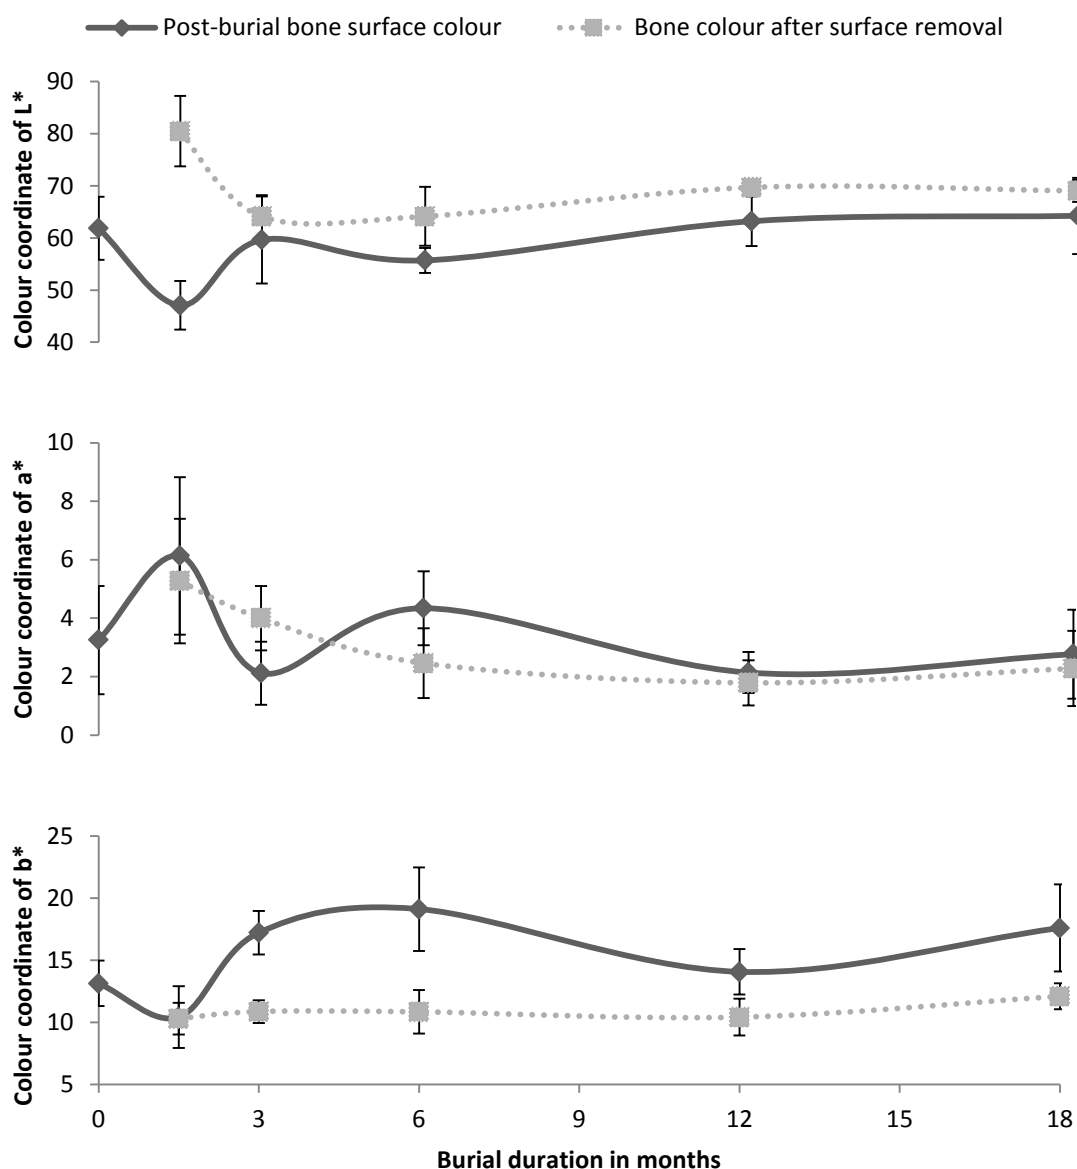 Post-burial bone surface colour Bone colour after surface removal
Colour coordinate of L*
90
80
70
60
50
40
Colour coordinate of a*
10
8
6
4
2
0
Colour coordinate of b*
25
20
15
10
5
0 3 6 9 12 15 18
Burial duration in months